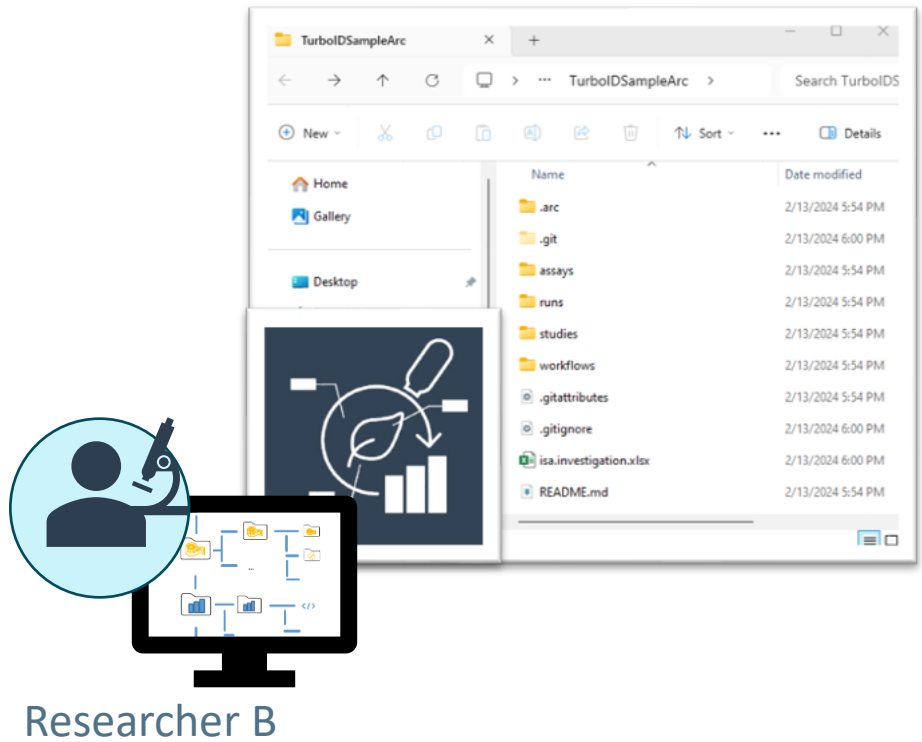 TurboIDSampleArc
TurboIDSampleArc
Search TurboIDS
New
Sort
Details
Home
Gallery
Desktop
Name Date modified
.arc 2/13/2024 5:54 PM
.git 2/13/2024 6:00 PM
assays 2/13/2024 5:54 PM
runs 2/13/2024 5:54 PM
studies 2/13/2024 5:54 PM
workflows 2/13/2024 5:54 PM
.gitattributes 2/13/2024 5:54 PM
.gitignore 2/13/2024 6:00 PM
isa.investigation.xlsx 2/13/2024 6:00 PM
README.md 2/13/2024 5:54 PM
...
</>
Researcher B